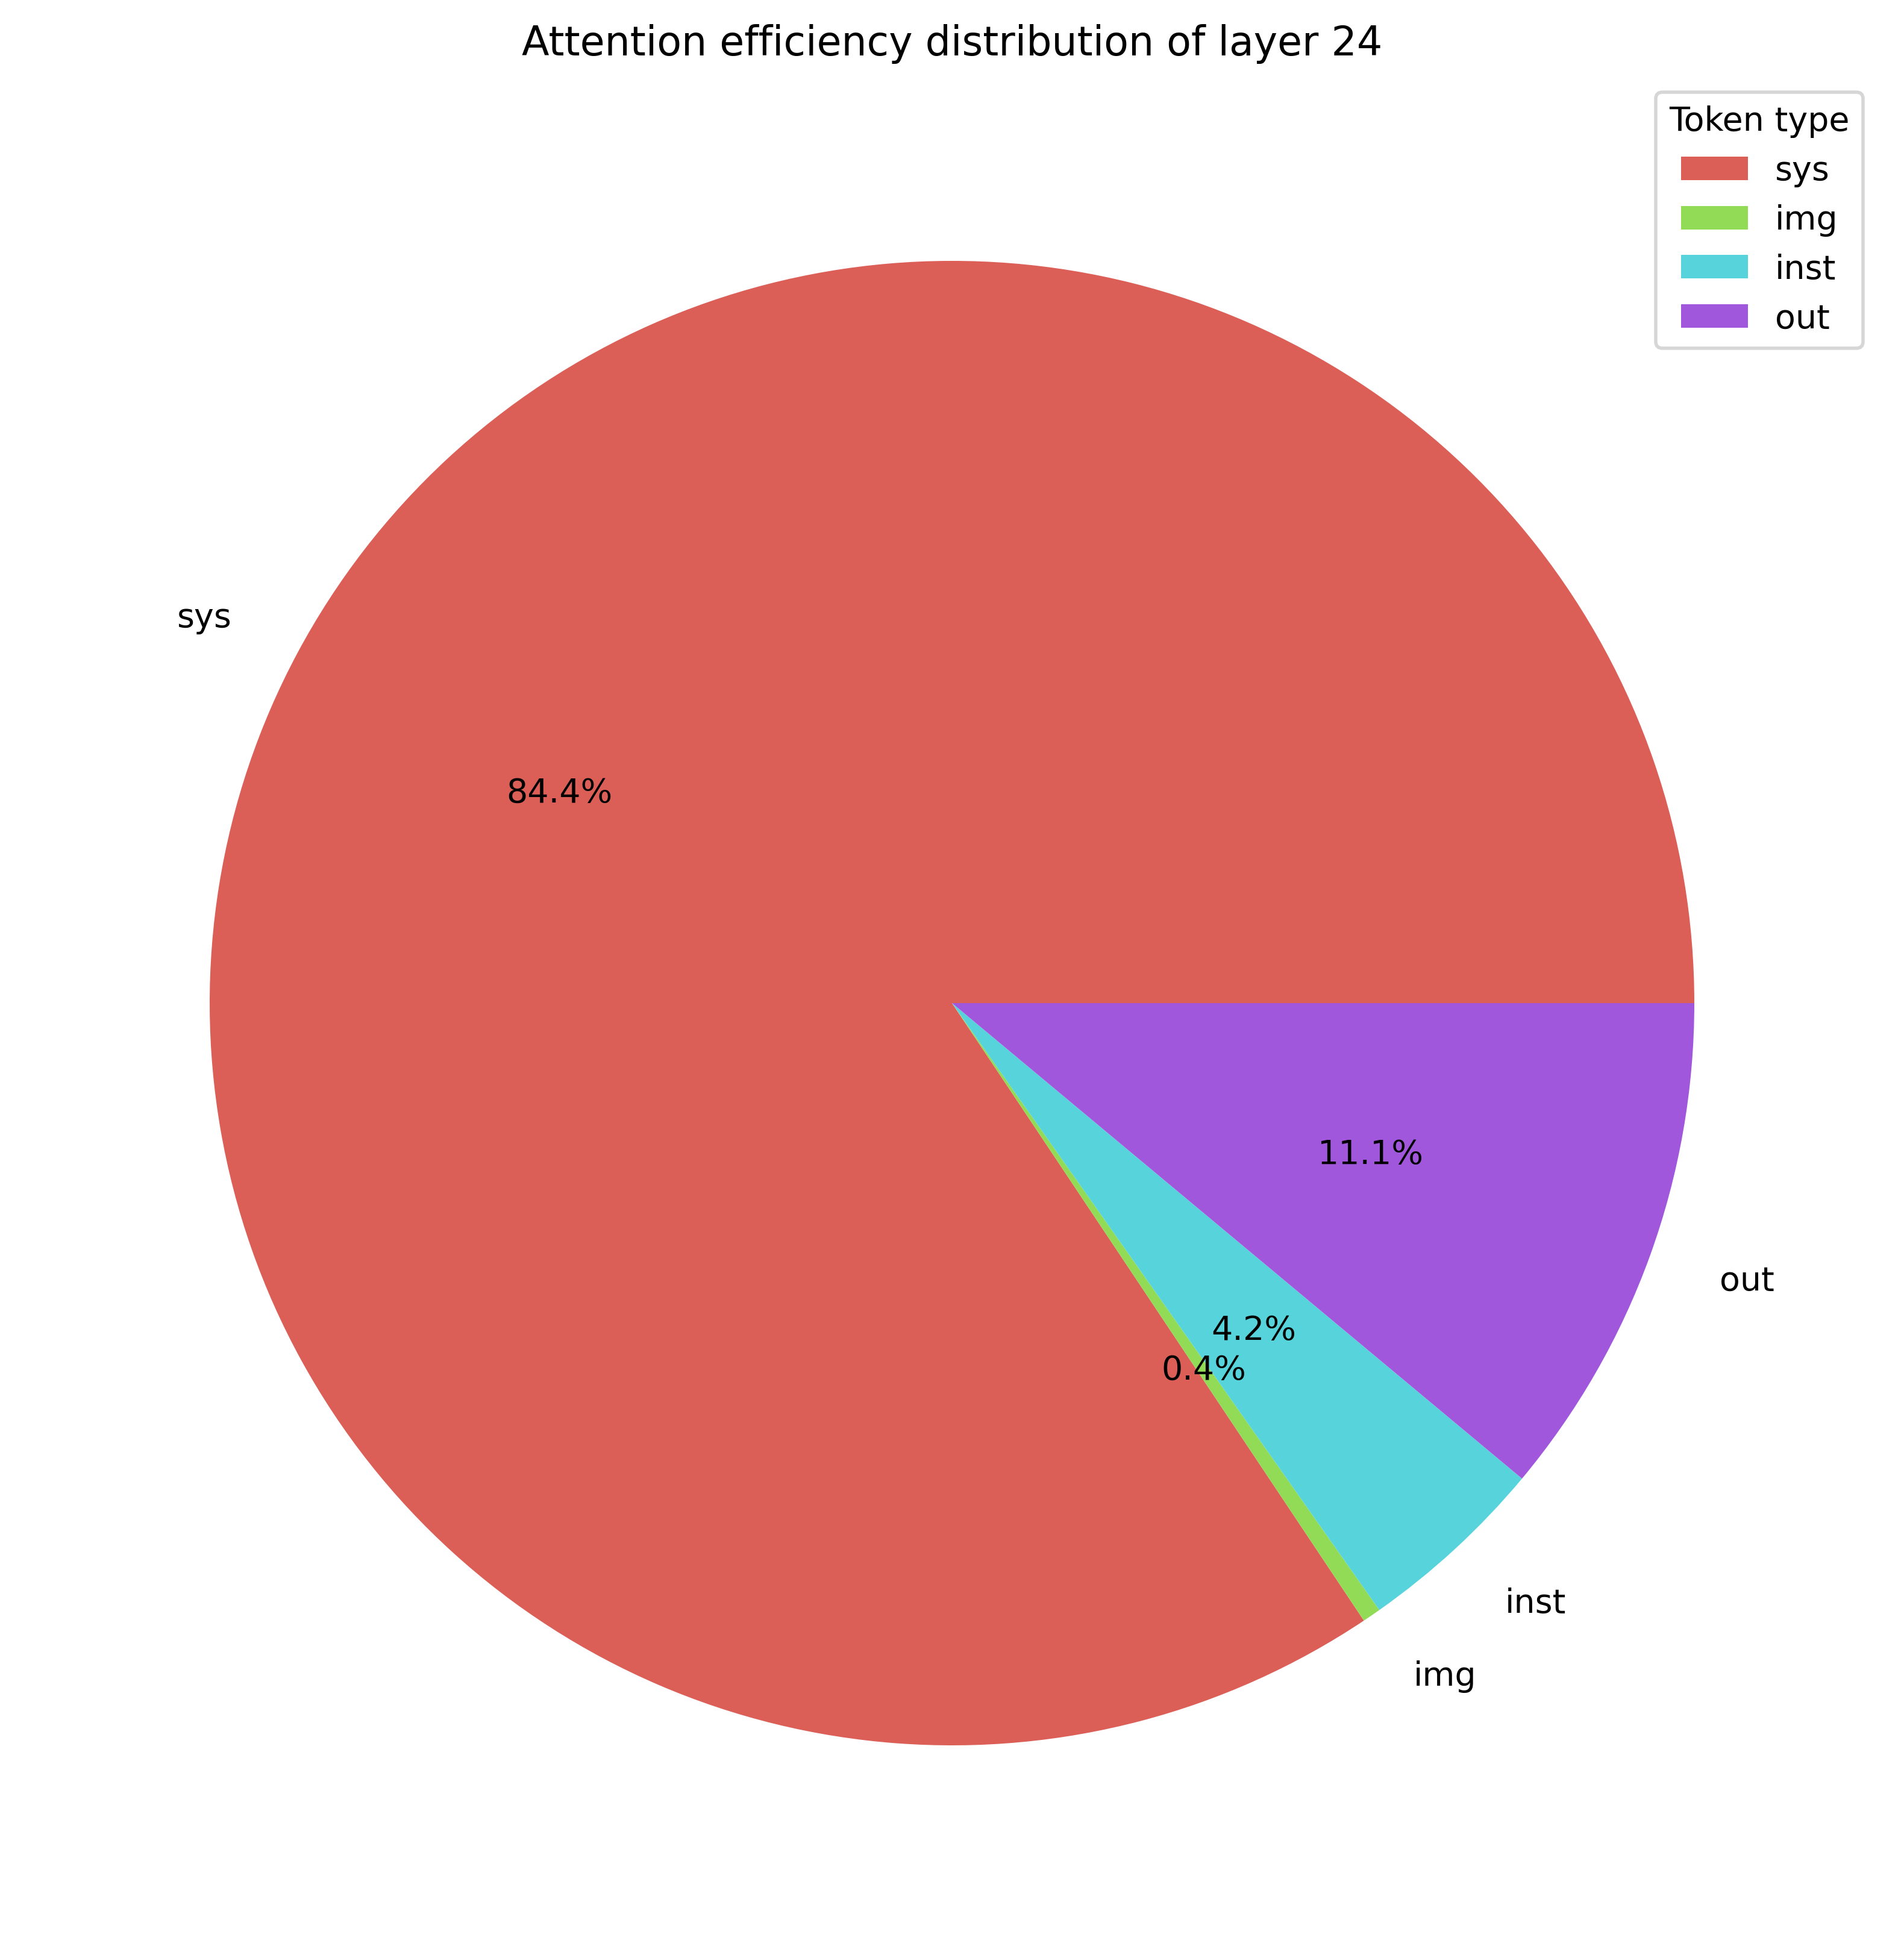 Attention efficiency distribution of layer 24
Token type
sys
img
inst
out
sys
84.4%
11.1%
out
4.2%
0.4%
inst
img